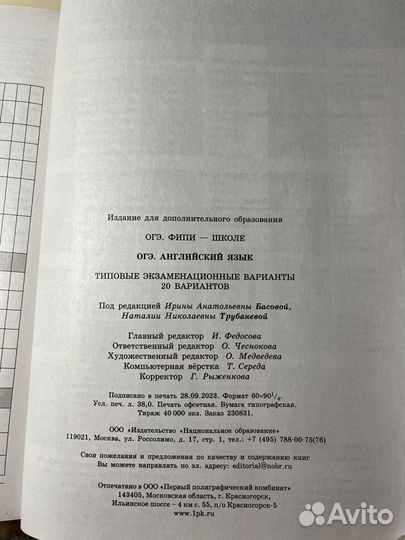 Издание для дополнительного образования
ОГЭ. ФИПИ — ШКОЛЕ
ОГЭ. АНГЛИЙСКИЙ ЯЗЫК
ТИПОВЫЕ ЭКЗАМЕНАЦИОННЫЕ ВАРИАНТЫ
20 ВАРИАНТОВ
Под редакцией Ирины Анатольевны Басовой,
Наталии Николаевны Трубаневой
Главный редактор И. Федосова
Ответственный редактор О. Чеснокова
Художественный редактор О. Медведева
Компьютерная вёрстка Т. Середа
Корректор Г. Рыженкова
Подписано в печать 28.09.2023. Формат 60×90¹/₈.
Усл. печ. л. 38,0. Печать офсетная. Бумага типографская.
Тираж 40 000 экз. Заказ 230831.
ООО «Издательство «Национальное образование»
119021, Москва, ул. Россолимо, д. 17, стр. 1, тел.: +7 (495) 788-00-75(76)
Свои пожелания и предложения по качеству и содержанию книг
Вы можете направлять по эл. адресу: editorial@nobr.ru
Отпечатано в ООО «Первый полиграфический комбинат»
143405, Московская область, г. Красногорск,
Ильинское шоссе – 4 км с. 55, п/о Красногорск-5
www.1pk.ru
Avito